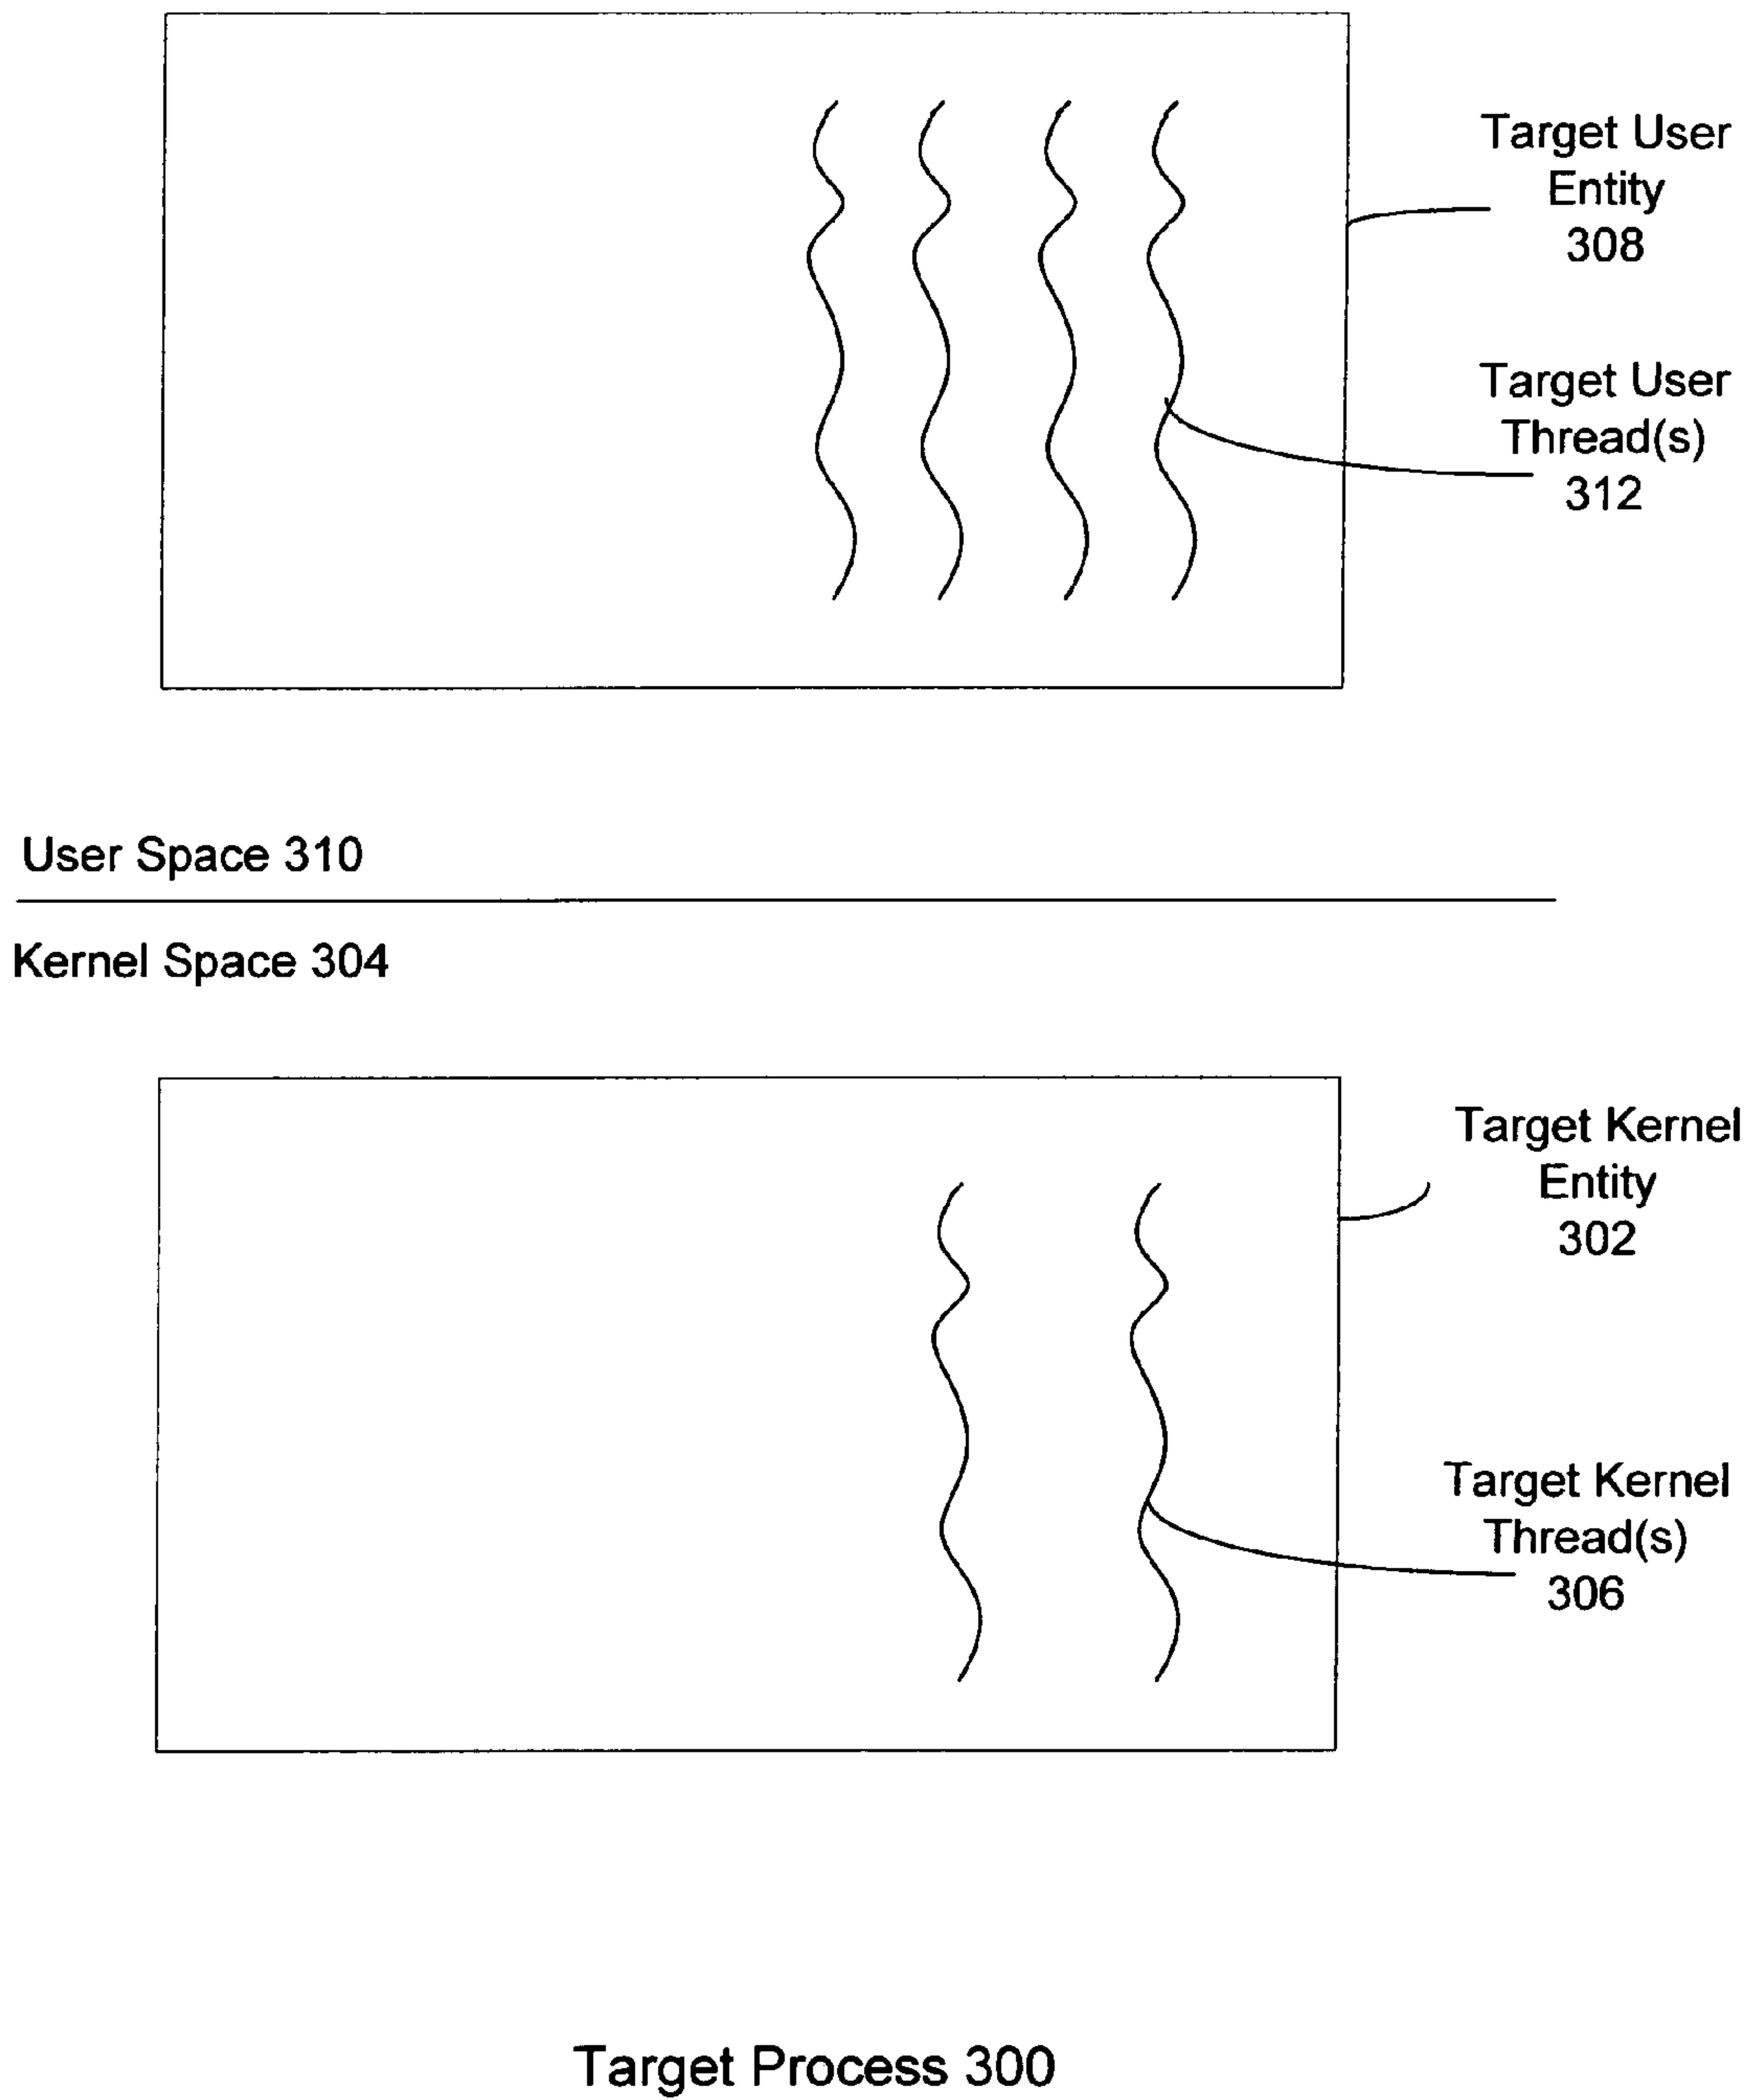 Target User
Entity
308
Target User
Thread(s)
312
User Space 310
Kernel Space 304
Target Kernel
Entity
302
Target Kernel
Thread(s)
306
Target Process 300